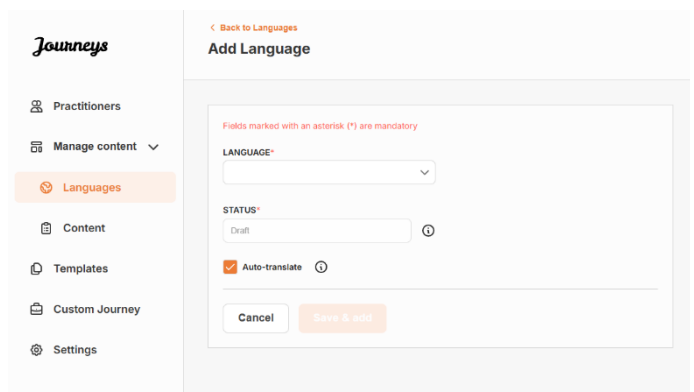 Journeys
Practitioners
Manage content
Languages
Content
Templates
Custom Journey
Settings
< Back to Languages
Add Language
Fields marked with an asterisk (*) are mandatory
LANGUAGE*
STATUS*
Draft
Auto-translate
Cancel
Save & add